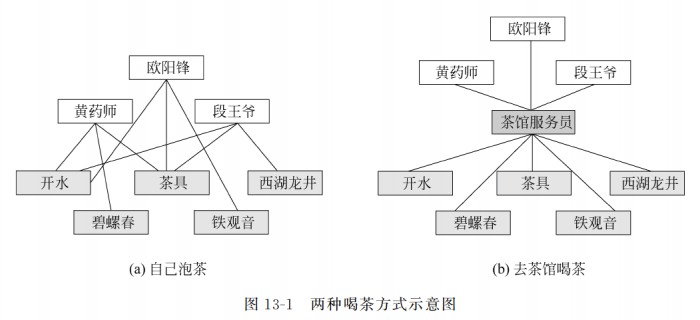 欧阳锋
黄药师
段王爷
开水
茶具
西湖龙井
碧螺春
铁观音
(a) 自己泡茶
欧阳锋
黄药师
段王爷
茶馆服务员
开水
茶具
西湖龙井
碧螺春
铁观音
(b) 去茶馆喝茶
图 13-1 两种喝茶方式示意图